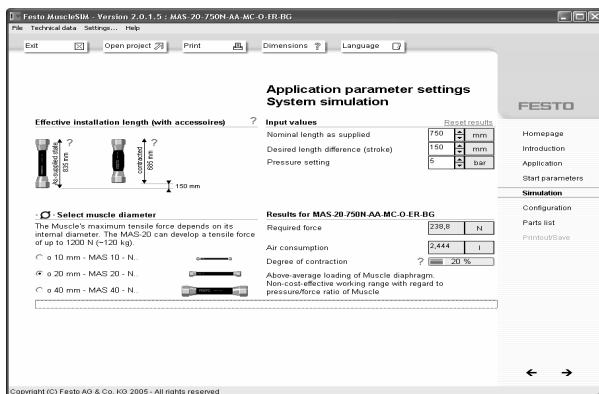 Festo MuscleSIM - Version 2.0.1.5 : MAS-20-750N-AA-MC-O-ER-BG
File Technical data Settings... Help
Exit Open project Print Dimensions ? Language
Application parameter settings
System simulation
FESTO
Effective installation length (with accessoires) ?
As supplied state
835 mm
?
contracted
665 mm
?
150 mm
Input values Reset results
Nominal length as supplied 750 mm
Desired length difference (stroke) 150 mm
Pressure setting 5 bar
Homepage
Introduction
Application
Start parameters
Simulation
Configuration
Parts list
Printout/Save
· Ø · Select muscle diameter
The Muscle's maximum tensile force depends on its
internal diameter. The MAS-20 can develop a tensile force
of up to 1200 N (~120 kg).
o 10 mm - MAS 10 - N..
o 20 mm - MAS 20 - N..
o 40 mm - MAS 40 - N..
Results for MAS-20-750N-AA-MC-O-ER-BG
Required force 238,8 N
Air consumption 2,444 l
Degree of contraction ? 20 %
Above-average loading of Muscle diaphragm.
Non-cost-effective working range with regard to
pressure/force ratio of Muscle
Copyright (C) Festo AG & Co. KG 2005 - All rights reserved